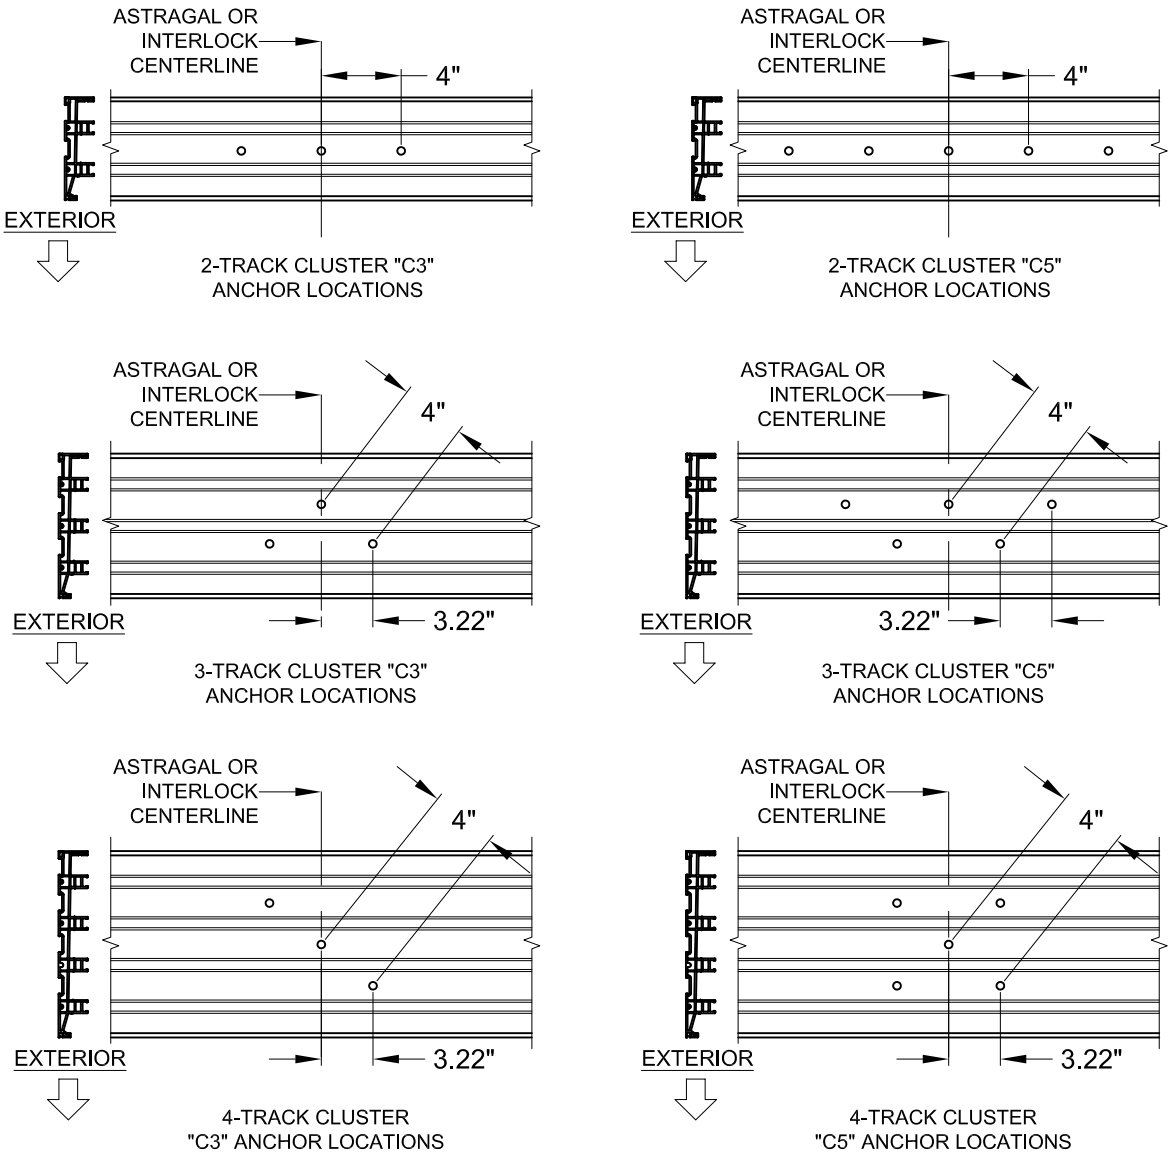 ASTRAGAL OR
INTERLOCK
CENTERLINE
4"
EXTERIOR
2-TRACK CLUSTER "C3"
ANCHOR LOCATIONS
ASTRAGAL OR
INTERLOCK
CENTERLINE
4"
EXTERIOR
2-TRACK CLUSTER "C5"
ANCHOR LOCATIONS
ASTRAGAL OR
INTERLOCK
CENTERLINE
4"
EXTERIOR
3.22"
3-TRACK CLUSTER "C3"
ANCHOR LOCATIONS
ASTRAGAL OR
INTERLOCK
CENTERLINE
4"
EXTERIOR
3.22"
3-TRACK CLUSTER "C5"
ANCHOR LOCATIONS
ASTRAGAL OR
INTERLOCK
CENTERLINE
4"
EXTERIOR
3.22"
4-TRACK CLUSTER
"C3" ANCHOR LOCATIONS
ASTRAGAL OR
INTERLOCK
CENTERLINE
4"
EXTERIOR
3.22"
4-TRACK CLUSTER
"C5" ANCHOR LOCATIONS